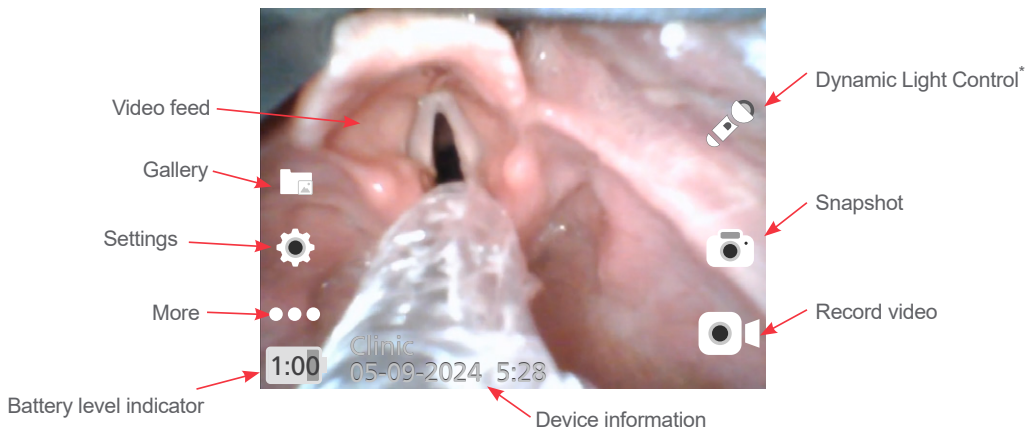 Dynamic Light Control*
Video feed
Gallery
Snapshot
Settings
More
Record video
Clinic
1:00
05-09-2024 5:28
Battery level indicator
Device information